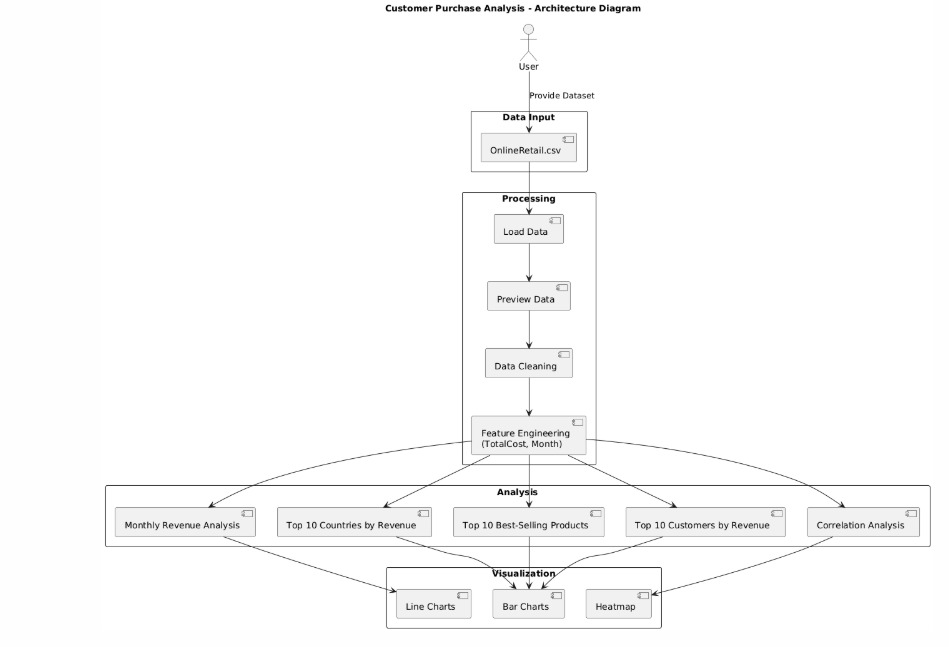 Customer Purchase Analysis - Architecture Diagram
User
Provide Dataset
Data Input
OnlineRetail.csv
Processing
Load Data
Preview Data
Data Cleaning
Feature Engineering
(TotalCost, Month)
Analysis
Monthly Revenue Analysis
Top 10 Countries by Revenue
Top 10 Best-Selling Products
Top 10 Customers by Revenue
Correlation Analysis
Visualization
Line Charts
Bar Charts
Heatmap